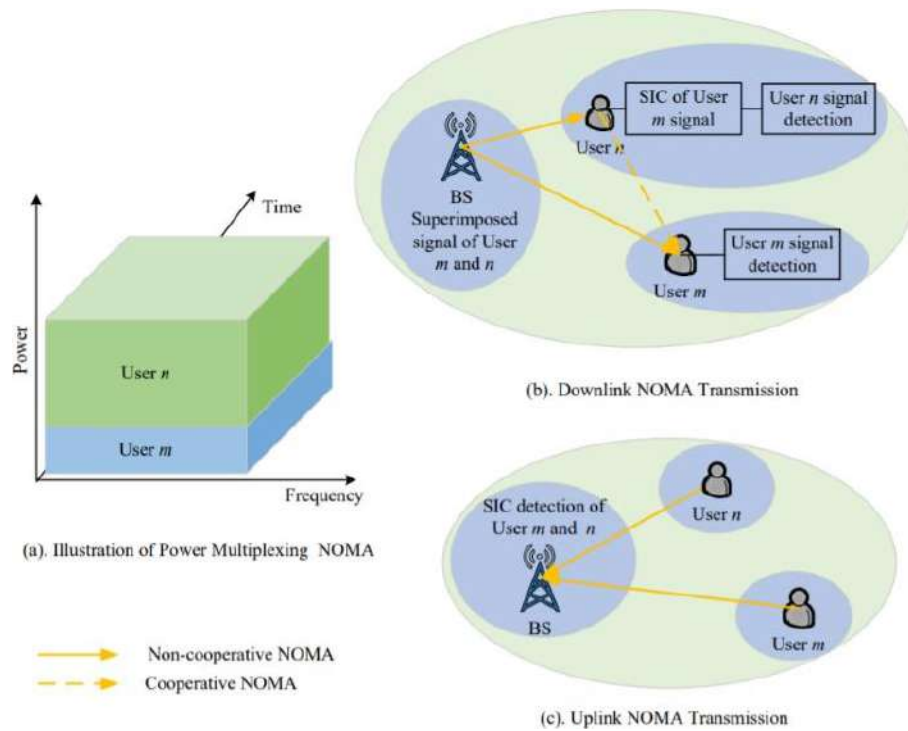 Time
Power
User n
User m
Frequency
(a). Illustration of Power Multiplexing NOMA
Non-cooperative NOMA
Cooperative NOMA
BS
Superimposed
signal of User
m and n
User n
SIC of User
m signal
User n signal
detection
User m
User m signal
detection
(b). Downlink NOMA Transmission
SIC detection of
User m and n
BS
User n
User m
(c). Uplink NOMA Transmission